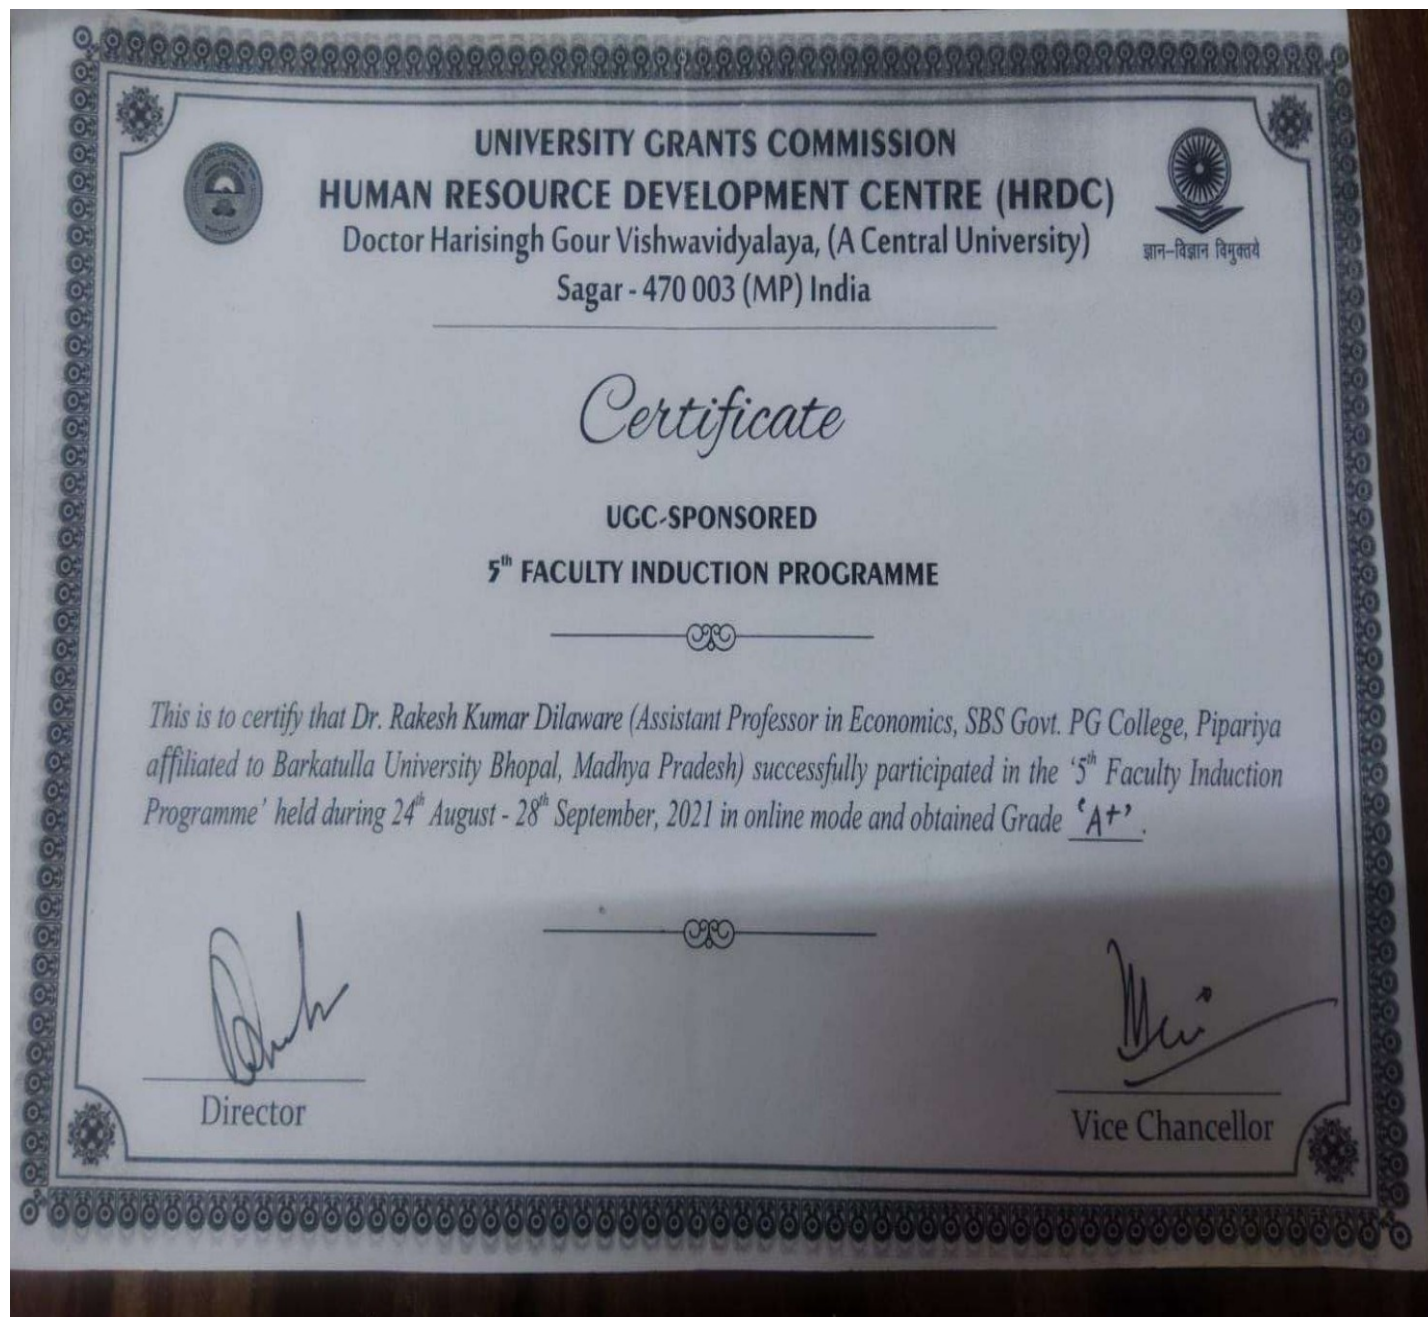 UNIVERSITY GRANTS COMMISSION
HUMAN RESOURCE DEVELOPMENT CENTRE (HRDC)
Doctor Harisingh Gour Vishwavidyalaya, (A Central University)
ज्ञान-विज्ञान विमुक्तये
Sagar - 470 003 (MP) India
Certificate
UGC-SPONSORED
5th FACULTY INDUCTION PROGRAMME
This is to certify that Dr. Rakesh Kumar Dilaware (Assistant Professor in Economics, SBS Govt. PG College, Pipariya
affiliated to Barkatulla University Bhopal, Madhya Pradesh) successfully participated in the '5th Faculty Induction
Programme' held during 24th August - 28th September, 2021 in online mode and obtained Grade 'A+'.
Director
Vice Chancellor